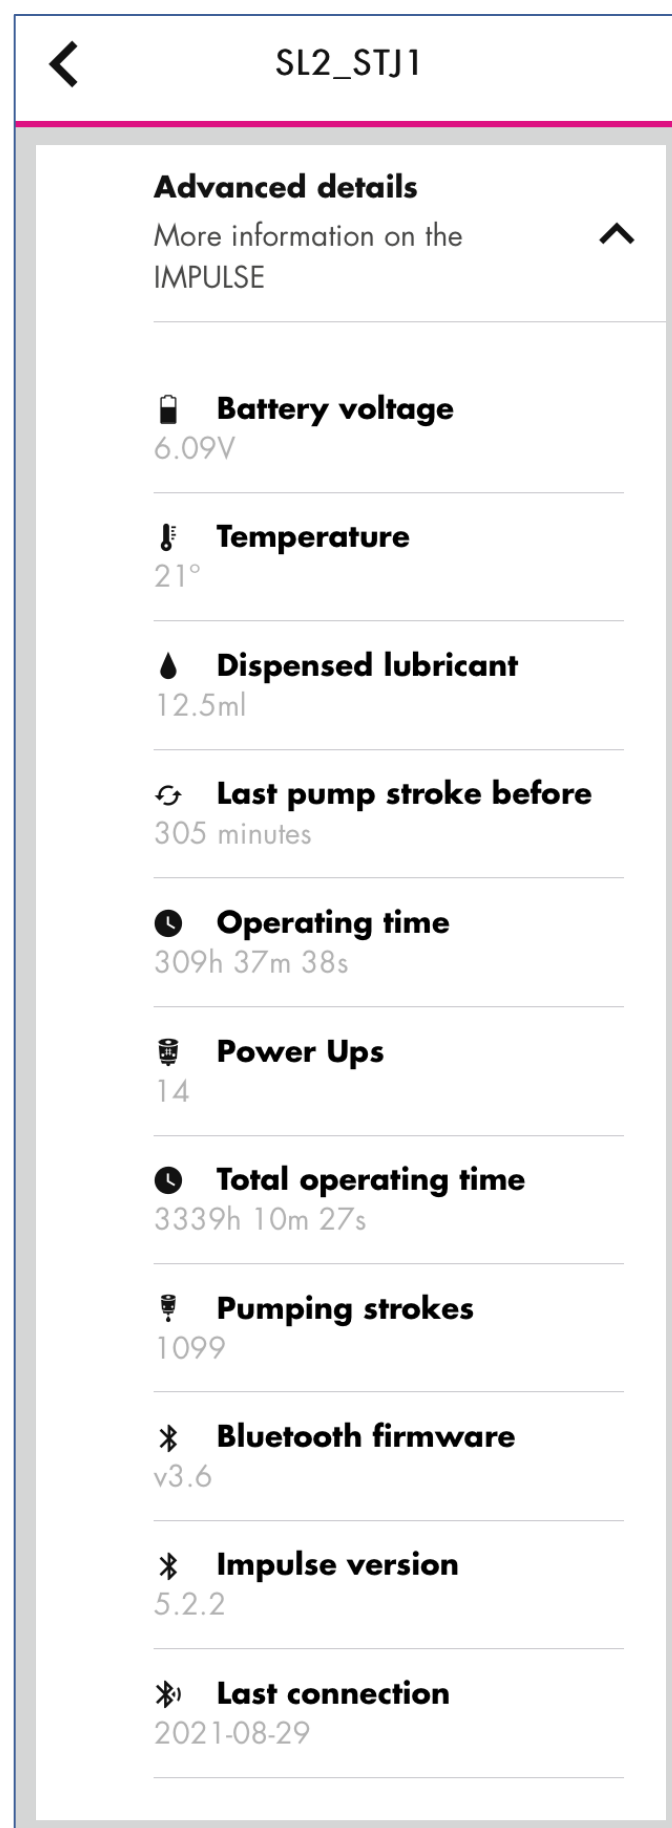 SL2_STJ1
Advanced details
More information on the
IMPULSE
Battery voltage
6.09V
Temperature
21°
Dispensed lubricant
12.5ml
Last pump stroke before
305 minutes
Operating time
309h 37m 38s
Power Ups
14
Total operating time
3339h 10m 27s
Pumping strokes
1099
Bluetooth firmware
v3.6
Impulse version
5.2.2
Last connection
2021-08-29